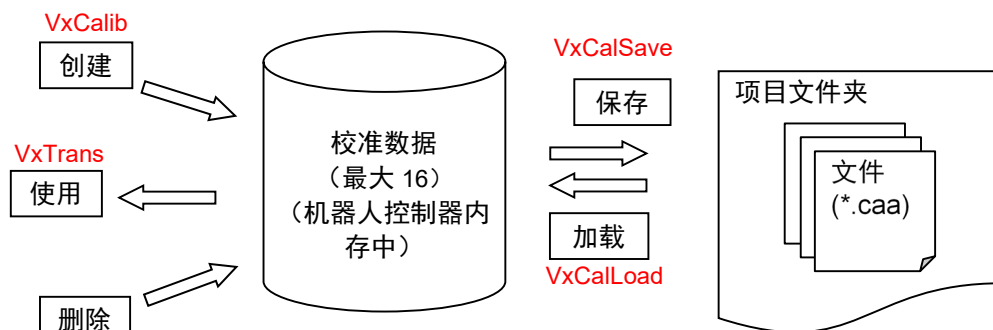 VxCalib
创建
VxTrans
使用
删除
校准数据
（最大 16）
（机器人控制器内
存中）
VxCalSave
保存
加载
VxCalLoad
项目文件夹
文件
(*.caa)